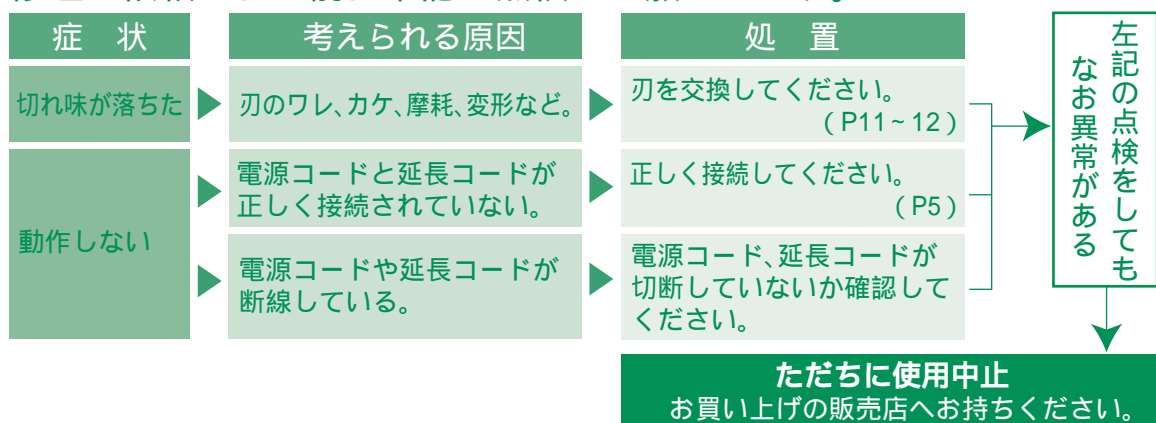 症 状
考えられる原因
処 置
切れ味が落ちた
刃のワレ、カケ、摩耗、変形など。
刃を交換してください。
(P11~12)
動作しない
電源コードと延長コードが
正しく接続されていない。
正しく接続してください。
(P5)
電源コードや延長コードが
断線している。
電源コード、延長コードが
切断していないか確認して
ください。
左記の点検をしても
なお異常がある
ただちに使用中止
お買い上げの販売店へお持ちください。